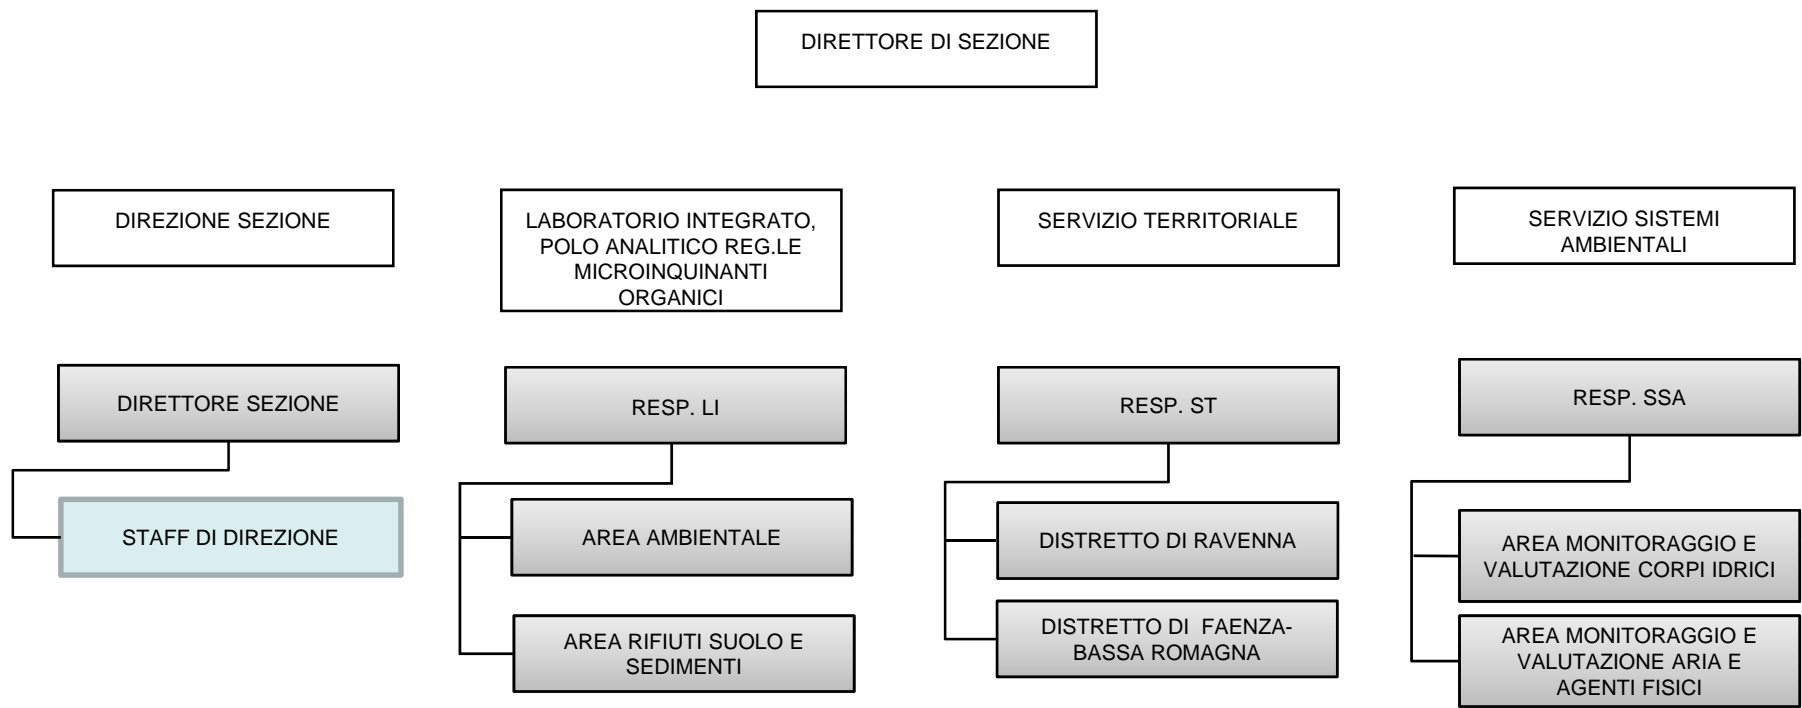 DIRETTORE DI SEZIONE
DIREZIONE SEZIONE
LABORATORIO INTEGRATO,
POLO ANALITICO REG.LE
MICROINQUINANTI
ORGANICI
SERVIZIO TERRITORIALE
SERVIZIO SISTEMI
AMBIENTALI
DIRETTORE SEZIONE
RESP. LI
RESP. ST
RESP. SSA
STAFF DI DIREZIONE
AREA AMBIENTALE
DISTRETTO DI RAVENNA
AREA MONITORAGGIO E
VALUTAZIONE CORPI IDRICI
AREA RIFIUTI SUOLO E
SEDIMENTI
DISTRETTO DI FAENZA-
BASSA ROMAGNA
AREA MONITORAGGIO E
VALUTAZIONE ARIA E
AGENTI FISICI